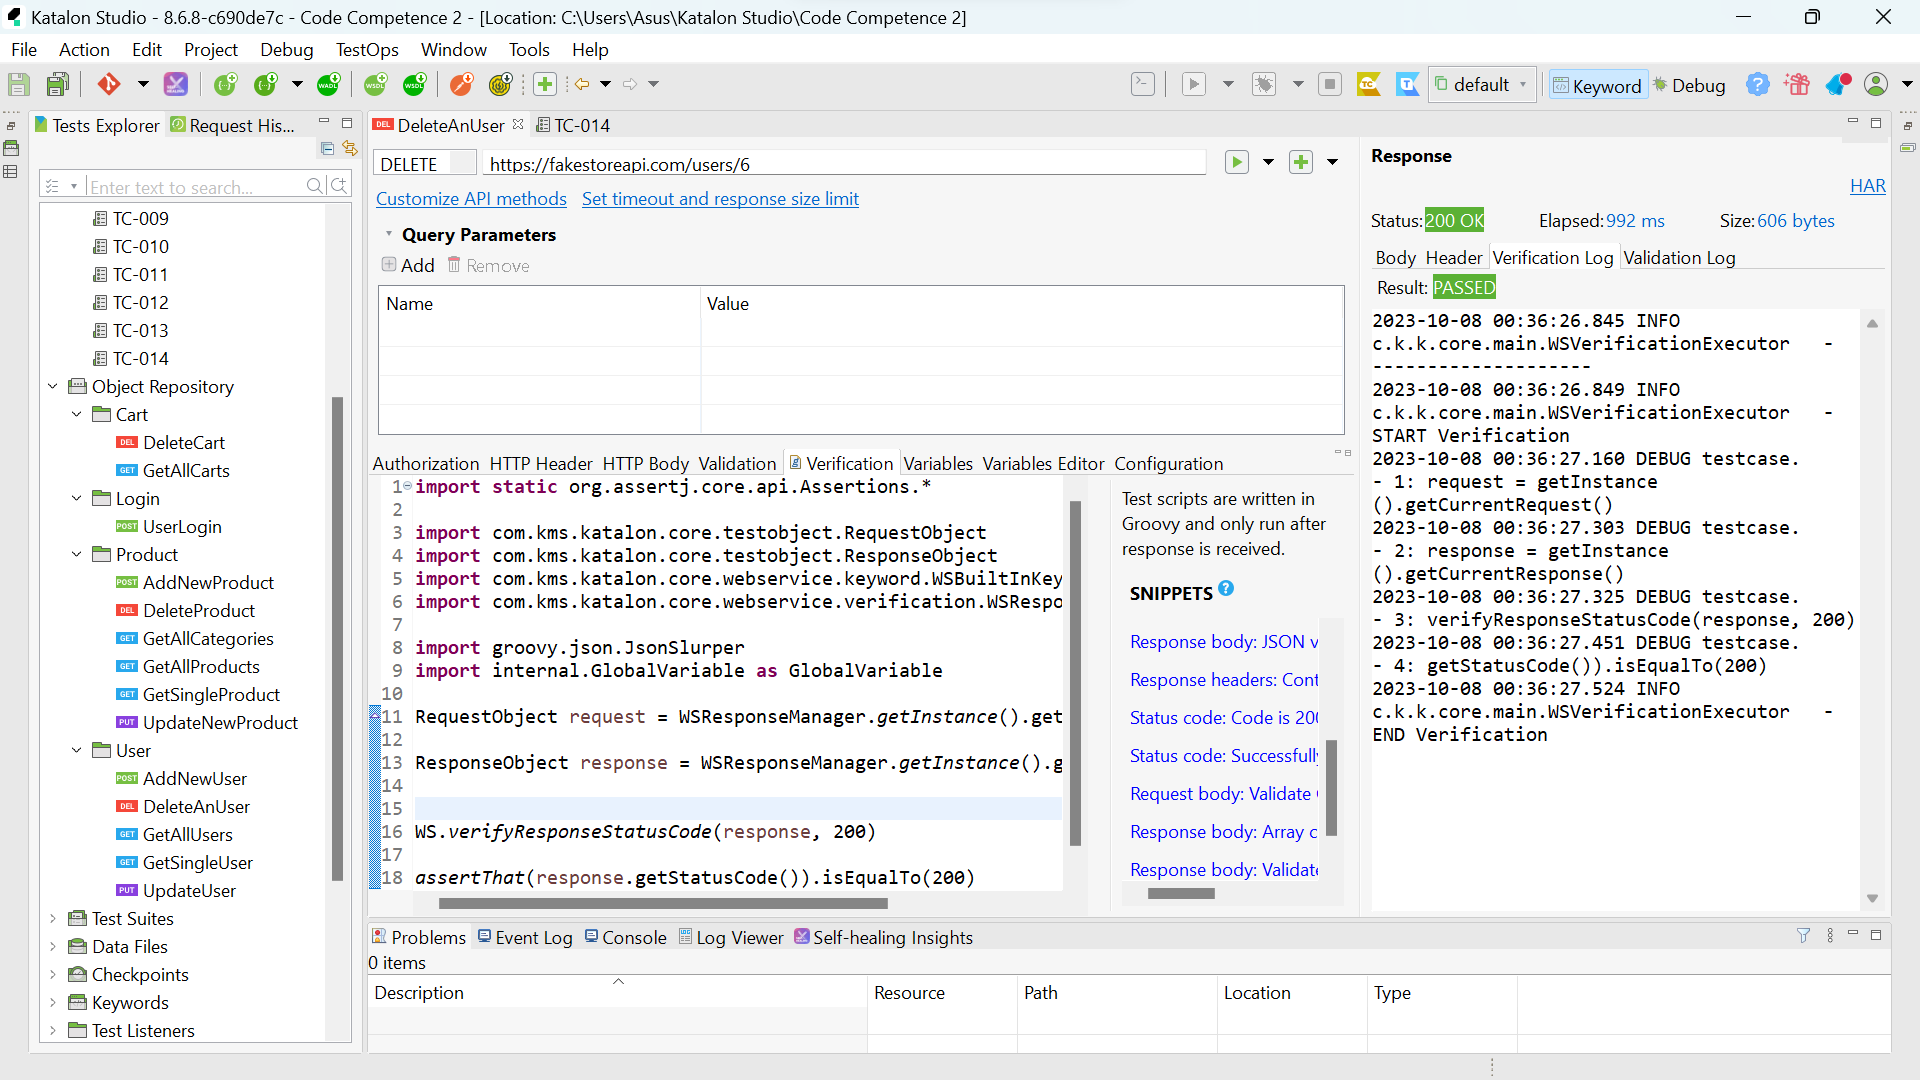 Katalon Studio - 8.6.8-c690de7c - Code Competence 2 - [Location: C:\Users\Asus\Katalon Studio\Code Competence 2]
File Action Edit Project Debug TestOps Window Tools Help
default Keyword Debug
Tests Explorer Request His...
Enter text to search...
TC-009
TC-010
TC-011
TC-012
TC-013
TC-014
Object Repository
Cart
DEL DeleteCart
GET GetAllCarts
Login
POST UserLogin
Product
POST AddNewProduct
DEL DeleteProduct
GET GetAllCategories
GET GetAllProducts
GET GetSingleProduct
PUT UpdateNewProduct
User
POST AddNewUser
DEL DeleteAnUser
GET GetAllUsers
GET GetSingleUser
PUT UpdateUser
Test Suites
Data Files
Checkpoints
Keywords
Test Listeners
DEL DeleteAnUser TC-014
DELETE https://fakestoreapi.com/users/6
Customize API methods Set timeout and response size limit
Query Parameters
Add Remove
Name Value
Authorization HTTP Header HTTP Body Validation Verification Variables Variables Editor Configuration
1 import static org.assertj.core.api.Assertions.*
2
3 import com.kms.katalon.core.testobject.RequestObject
4 import com.kms.katalon.core.testobject.ResponseObject
5 import com.kms.katalon.core.webservice.keyword.WSBuiltInKey
6 import com.kms.katalon.core.webservice.verification.WSRespo
7
8 import groovy.json.JsonSlurper
9 import internal.GlobalVariable as GlobalVariable
10
11 RequestObject request = WSResponseManager.getInstance().get
12
13 ResponseObject response = WSResponseManager.getInstance().g
14
15
16 WS.verifyResponseStatusCode(response, 200)
17
18 assertThat(response.getStatusCode()).isEqualTo(200)
Test scripts are written in
Groovy and only run after
response is received.
SNIPPETS ?
Response body: JSON v
Response headers: Cont
Status code: Code is 200
Status code: Successfully
Request body: Validate
Response body: Array c
Response body: Validate
Response
HAR
Status: 200 OK Elapsed: 992 ms Size: 606 bytes
Body Header Verification Log Validation Log
Result: PASSED
2023-10-08 00:36:26.845 INFO
c.k.k.core.main.WSVerificationExecutor -
--------------------
2023-10-08 00:36:26.849 INFO
c.k.k.core.main.WSVerificationExecutor -
START Verification
2023-10-08 00:36:27.160 DEBUG testcase.
- 1: request = getInstance
().getCurrentRequest()
2023-10-08 00:36:27.303 DEBUG testcase.
- 2: response = getInstance
().getCurrentResponse()
2023-10-08 00:36:27.325 DEBUG testcase.
- 3: verifyResponseStatusCode(response, 200)
2023-10-08 00:36:27.451 DEBUG testcase.
- 4: getStatusCode()).isEqualTo(200)
2023-10-08 00:36:27.524 INFO
c.k.k.core.main.WSVerificationExecutor -
END Verification
Problems Event Log Console Log Viewer Self-healing Insights
0 items
Description Resource Path Location Type